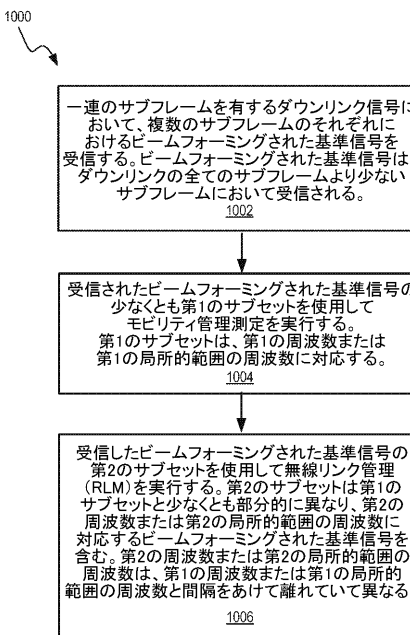 1000
一連のサブフレームを有するダウンリンク信号に
おいて、複数のサブフレームのそれぞれに
おけるビームフォーミングされた基準信号を
受信する。ビームフォーミングされた基準信号は
ダウンリンクの全てのサブフレームより少ない
サブフレームにおいて受信される。
1002
受信されたビームフォーミングされた基準信号の
少なくとも第1のサブセットを使用して
モビリティ管理測定を実行する。
第1のサブセットは、第1の周波数または
第1の局所的範囲の周波数に対応する。
1004
受信したビームフォーミングされた基準信号の
第2のサブセットを使用して無線リンク管理
(RLM)を実行する。第2のサブセットは第1の
サブセットと少なくとも部分的に異なり、第2の
周波数または第2の局所的範囲の周波数に
対応するビームフォーミングされた基準信号を
含む。第2の周波数または第2の局所的範囲の
周波数は、第1の周波数または第1の局所的
範囲の周波数と間隔をあけて離れていて異なる
1006